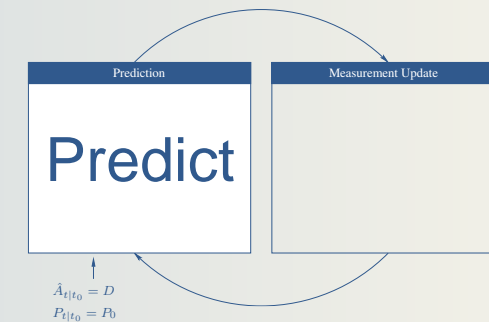 Prediction
Measurement Update
Predict
Â_{t|t_0} = D
P_{t|t_0} = P_0